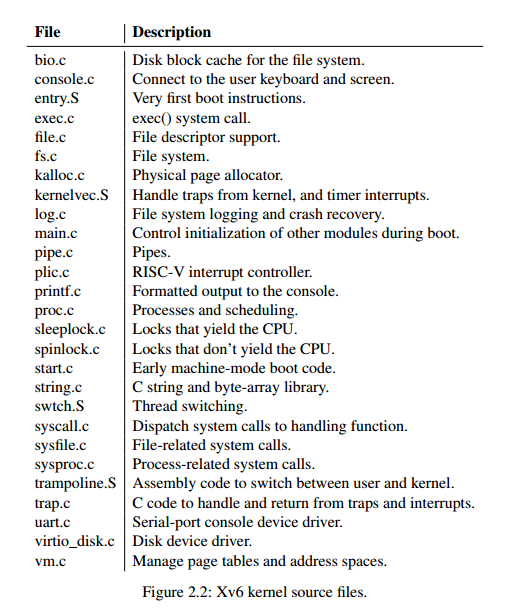 File Description
bio.c Disk block cache for the file system.
console.c Connect to the user keyboard and screen.
entry.S Very first boot instructions.
exec.c exec() system call.
file.c File descriptor support.
fs.c File system.
kalloc.c Physical page allocator.
kernelvec.S Handle traps from kernel, and timer interrupts.
log.c File system logging and crash recovery.
main.c Control initialization of other modules during boot.
pipe.c Pipes.
plic.c RISC-V interrupt controller.
printf.c Formatted output to the console.
proc.c Processes and scheduling.
sleeplock.c Locks that yield the CPU.
spinlock.c Locks that don’t yield the CPU.
start.c Early machine-mode boot code.
string.c C string and byte-array library.
swtch.S Thread switching.
syscall.c Dispatch system calls to handling function.
sysfile.c File-related system calls.
sysproc.c Process-related system calls.
trampoline.S Assembly code to switch between user and kernel.
trap.c C code to handle and return from traps and interrupts.
uart.c Serial-port console device driver.
virtio_disk.c Disk device driver.
vm.c Manage page tables and address spaces.
Figure 2.2: Xv6 kernel source files.